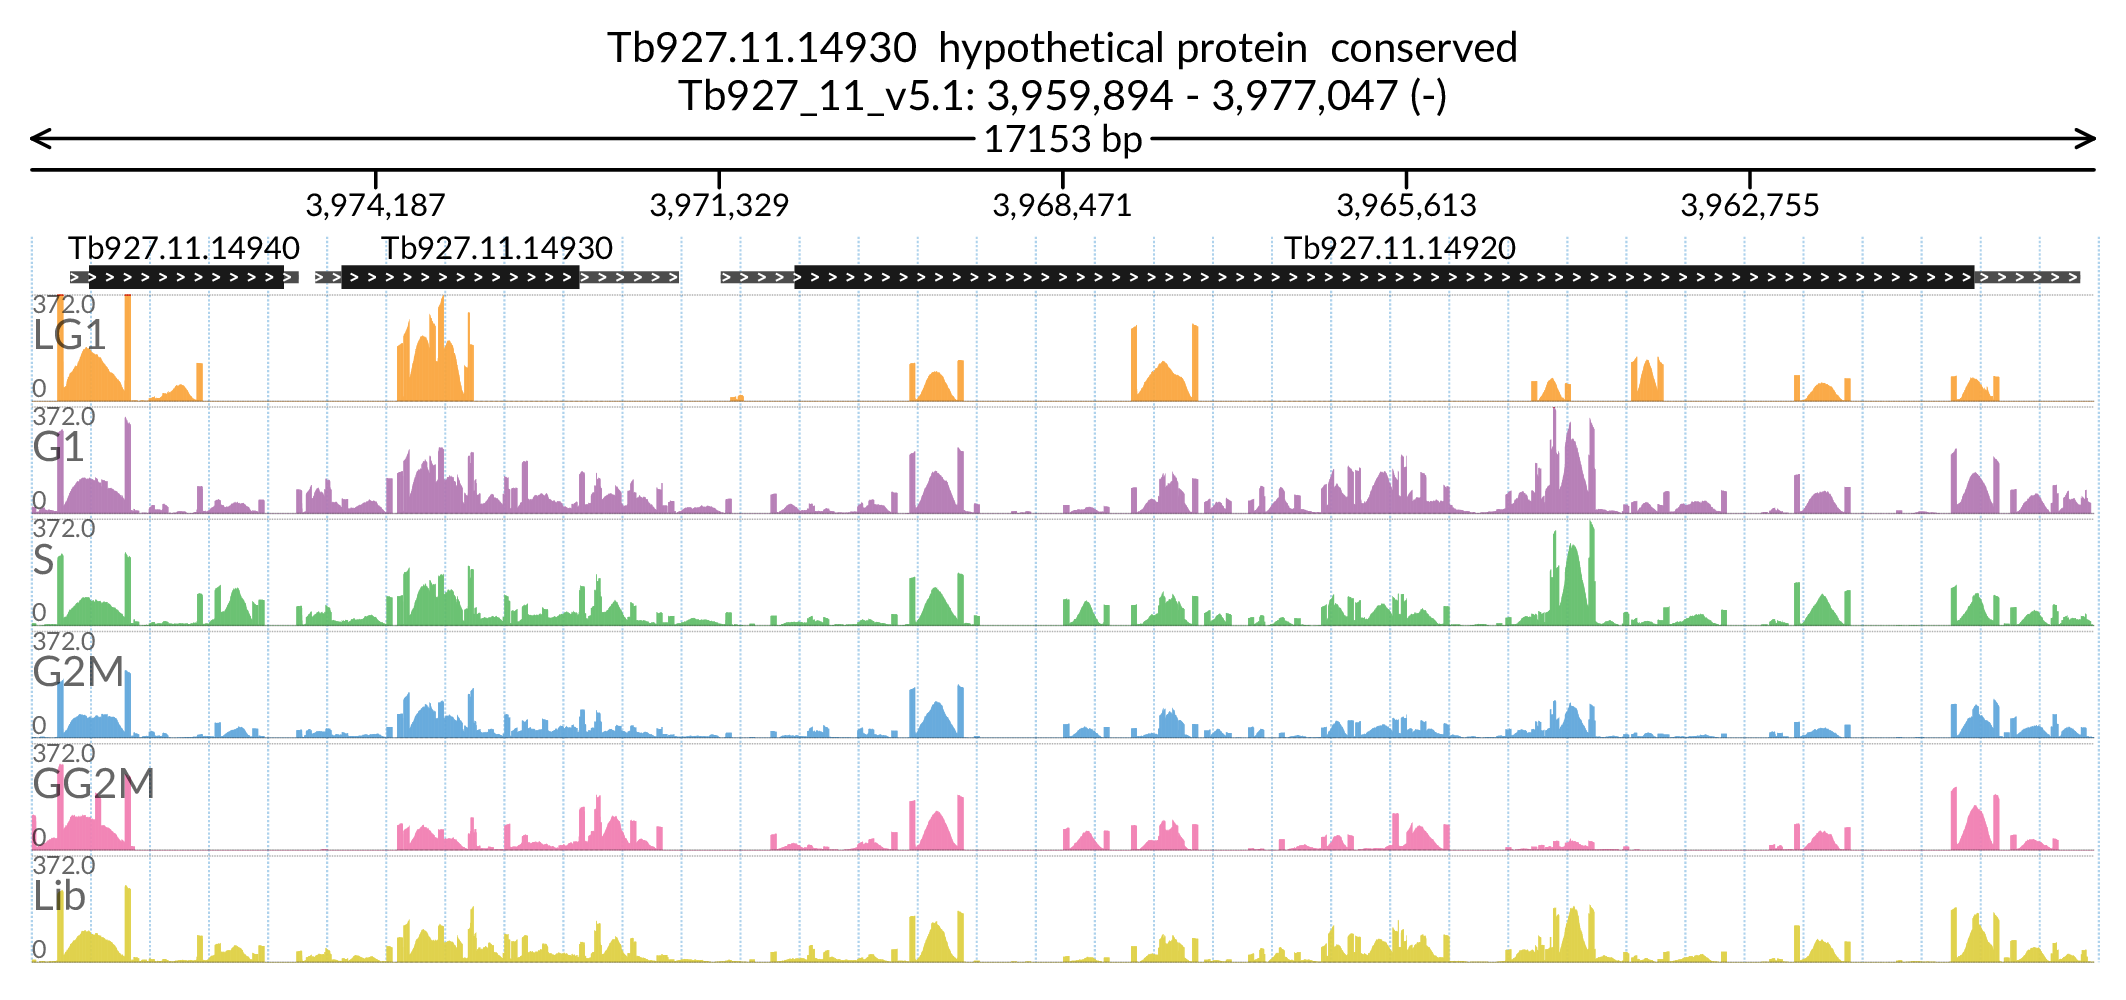 Tb927.11.14930  hypothetical protein  conserved
Tb927_11_v5.1: 3,959,894 - 3,977,047 (-)
17153 bp
3,974,187 3,971,329 3,968,471 3,965,613 3,962,755
Tb927.11.14940 Tb927.11.14930 Tb927.11.14920
372.0
LG1
0
372.0
G1
0
372.0
S
0
372.0
G2M
0
372.0
GG2M
0
372.0
Lib
0